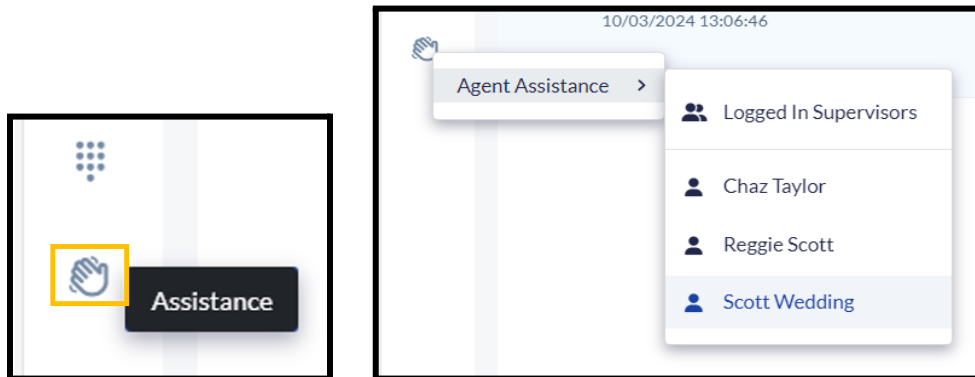 Assistance
10/03/2024 13:06:46
Agent Assistance
Logged In Supervisors
Chaz Taylor
Reggie Scott
Scott Wedding